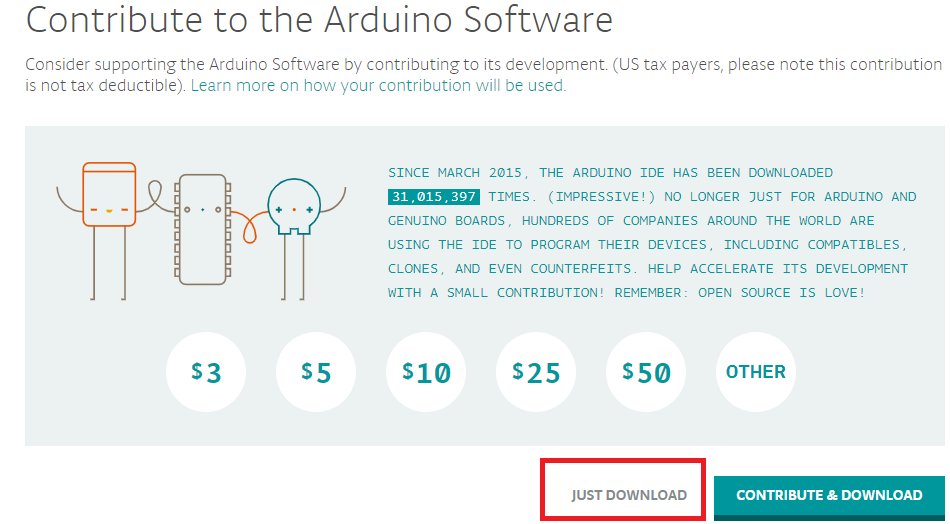 Contribute to the Arduino Software
Consider supporting the Arduino Software by contributing to its development. (US tax payers, please note this contribution
is not tax deductible). Learn more on how your contribution will be used.
SINCE MARCH 2015, THE ARDUINO IDE HAS BEEN DOWNLOADED
31,015,397 TIMES. (IMPRESSIVE!) NO LONGER JUST FOR ARDUINO AND
GENUINO BOARDS, HUNDREDS OF COMPANIES AROUND THE WORLD ARE
USING THE IDE TO PROGRAM THEIR DEVICES, INCLUDING COMPATIBLES,
CLONES, AND EVEN COUNTERFEITS. HELP ACCELERATE ITS DEVELOPMENT
WITH A SMALL CONTRIBUTION! REMEMBER: OPEN SOURCE IS LOVE!
$3 $5 $10 $25 $50 OTHER
JUST DOWNLOAD CONTRIBUTE & DOWNLOAD